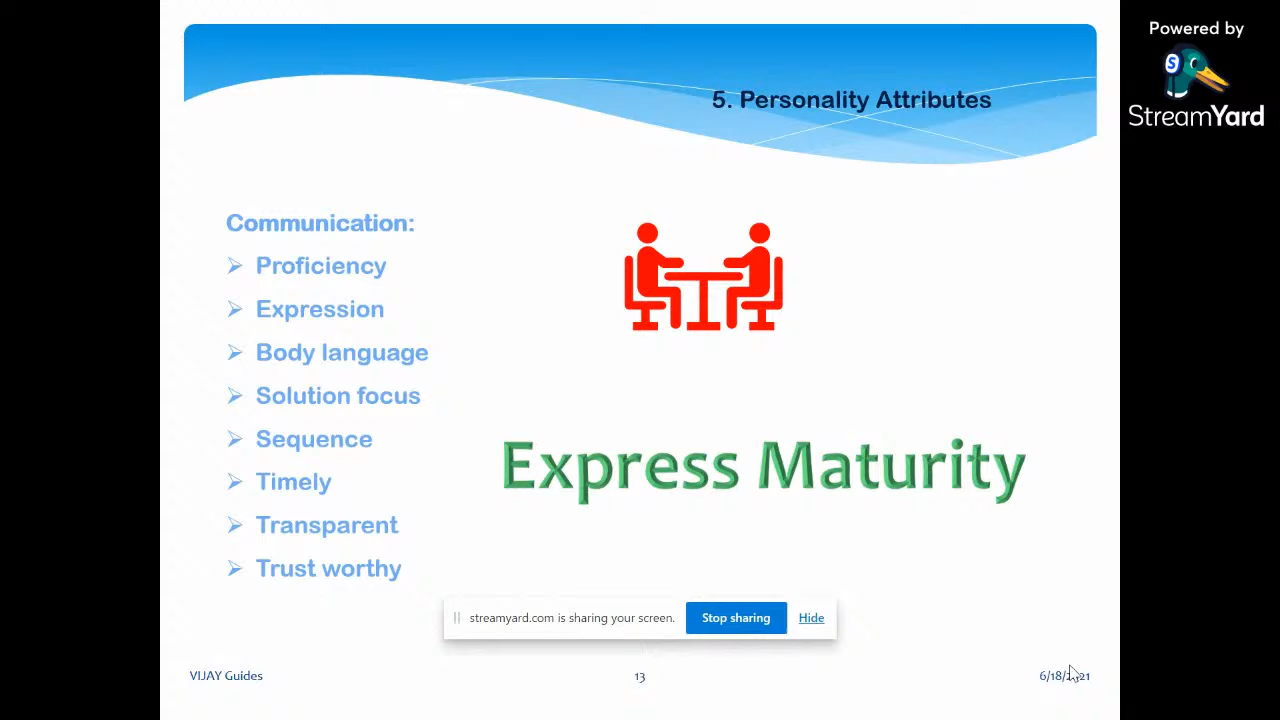 Powered by
StreamYard
5. Personality Attributes
Communication:
Proficiency
Expression
Body language
Solution focus
Sequence
Timely
Transparent
Trust worthy
Express Maturity
streamyard.com is sharing your screen.
Stop sharing
Hide
VIJAY Guides
13